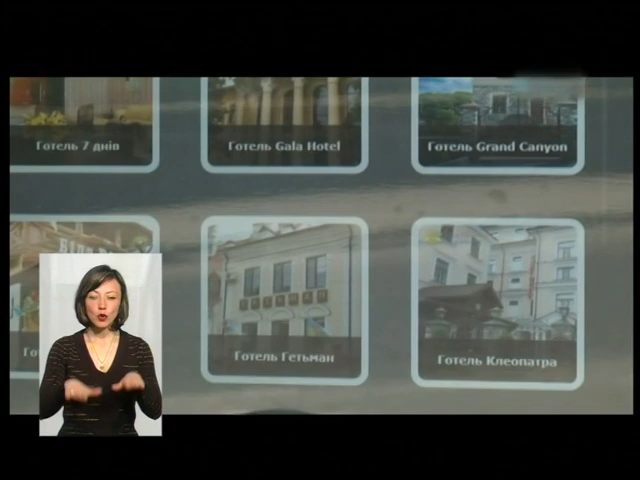 Готель 7 днів
Готель Gala Hotel
Готель Grand Canyon
Готель Гетьман
Готель Клеопатра